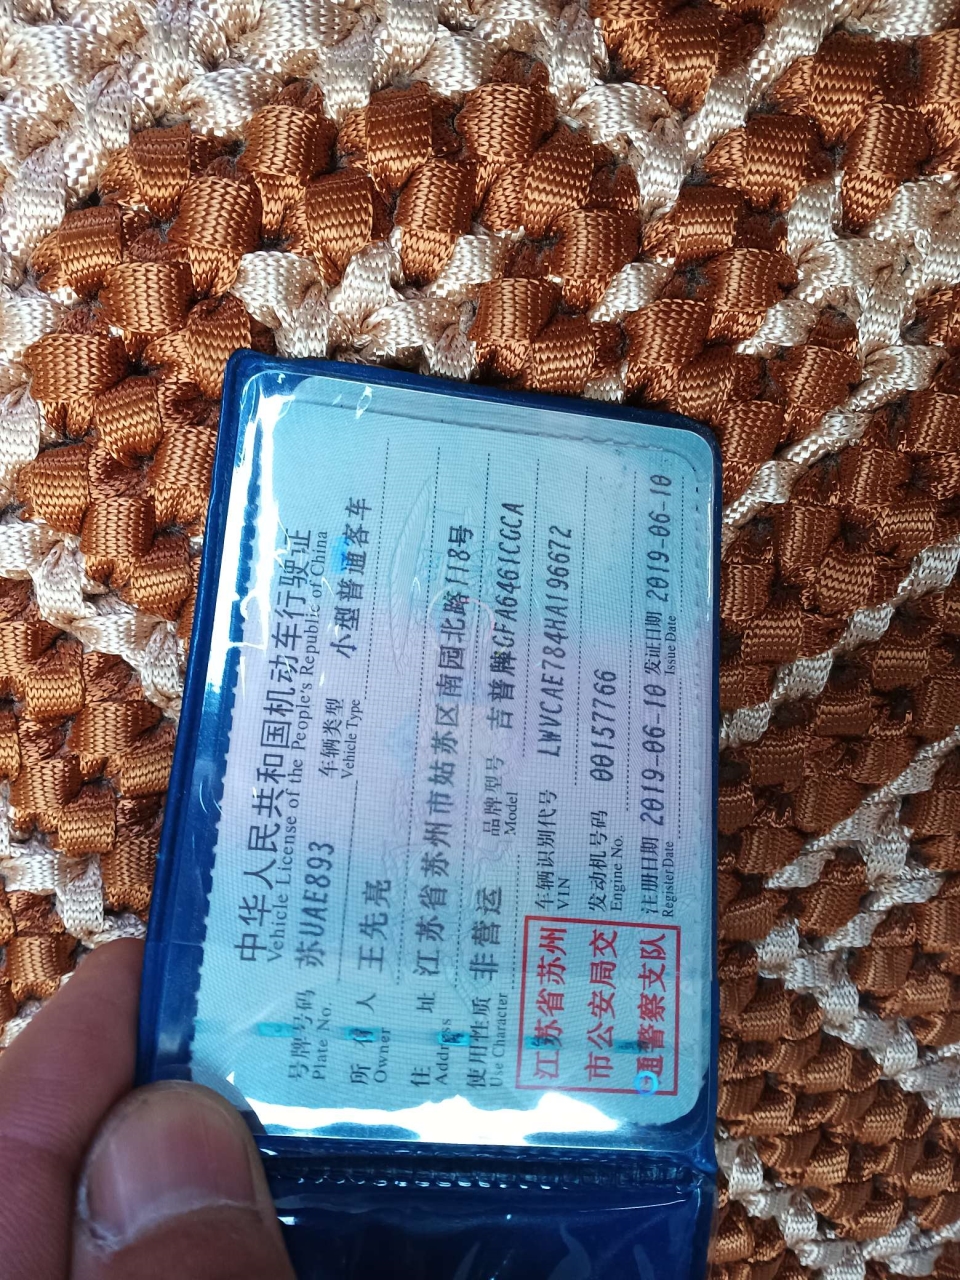 中华人民共和国机动车行驶证
Vehicle License of the People's Republic of China
号牌号码 苏UAE893 车辆类型 小型普通客车
Plate No. Vehicle Type
所有人 王先亮
Owner
住址 江苏省苏州市姑苏区南园北路118号
Address
使用性质 非营运 品牌型号 吉普牌GFA6461CGCA
Use Character Model
车辆识别代号 LWVCAE784HA196672
VIN
发动机号码 00157766
Engine No.
注册日期 2019-06-10 发证日期 2019-06-10
RegisterDate IssueDate
江苏省苏州
市公安局交
通警察支队